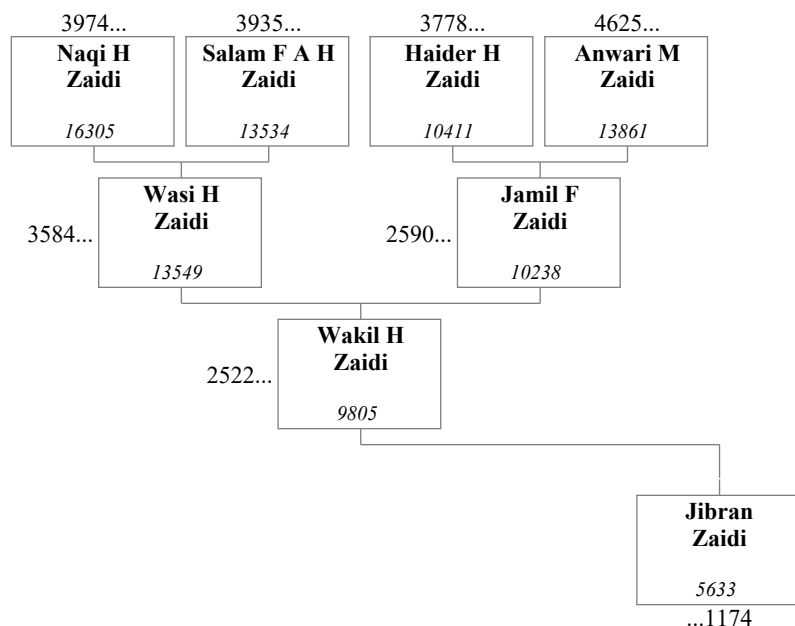 3974...
3935...
3778...
4625...
Naqi H
Zaidi
16305
Salam F A H
Zaidi
13534
Haider H
Zaidi
10411
Anwari M
Zaidi
13861
3584...
Wasi H
Zaidi
13549
2590...
Jamil F
Zaidi
10238
2522...
Wakil H
Zaidi
9805
Jibran
Zaidi
5633
...1174